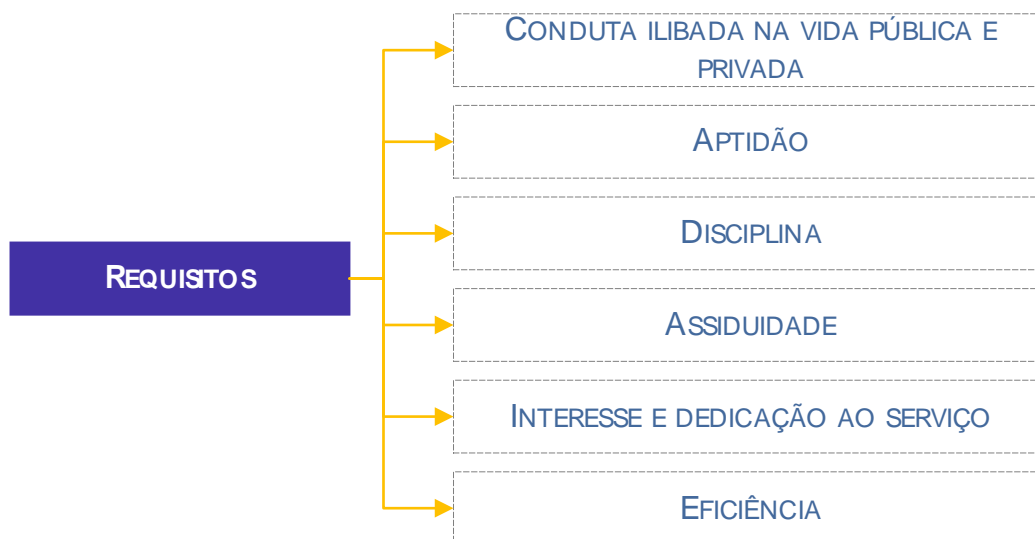 CONDUTA ILIBADA NA VIDA PÚBLICA E
PRIVADA
APTIDÃO
DISCIPLINA
REQUISITOS
ASSIDUIDADE
INTERESSE E DEDICAÇÃO AO SERVIÇO
EFICIÊNCIA